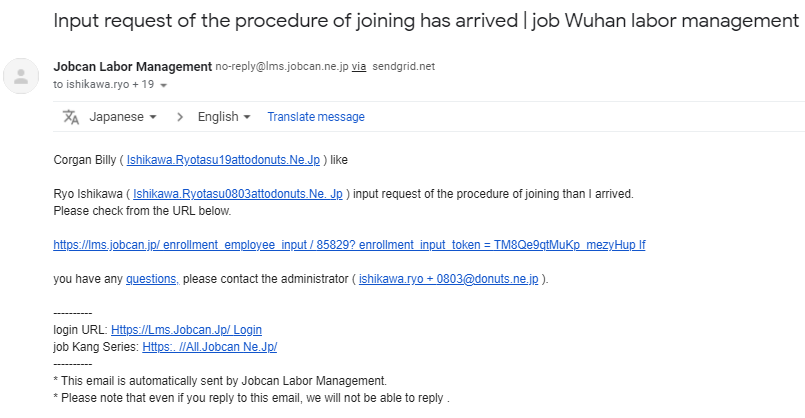 Input request of the procedure of joining has arrived | job Wuhan labor management
Jobcan Labor Management no-reply@lms.jobcan.ne.jp via sendgrid.net
to ishikawa.ryo + 19
Japanese > English Translate message
Corgan Billy ( Ishikawa.Ryotasu19attodonuts.Ne.Jp ) like
Ryo Ishikawa ( Ishikawa.Ryotasu0803attodonuts.Ne. Jp ) input request of the procedure of joining than I arrived.
Please check from the URL below.
https://lms.jobcan.jp/ enrollment_employee_input / 85829? enrollment_input_token = TM8Qe9qtMuKp_mezyHup If
you have any questions, please contact the administrator ( ishikawa.ryo + 0803@donuts.ne.jp ).
----------
login URL: Https://Lms.Jobcan.Jp/ Login
job Kang Series: Https:. //All.Jobcan Ne.Jp/
----------
* This email is automatically sent by Jobcan Labor Management.
* Please note that even if you reply to this email, we will not be able to reply .